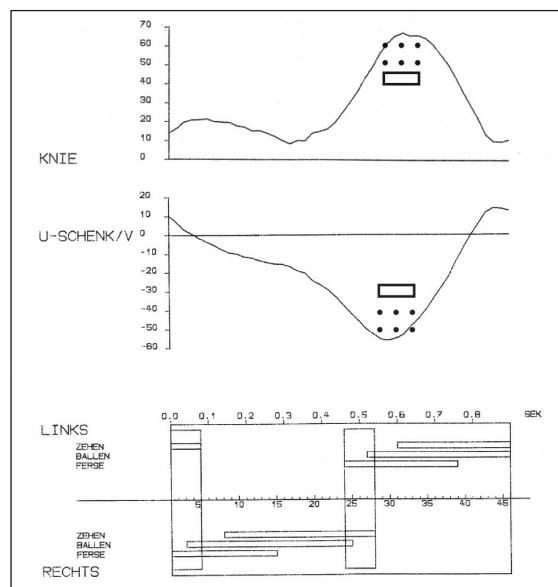 70
60
50
40
30
20
10
0
KNIE
20
10
0
U-SCHENK/V
-10
-20
-30
-40
-50
-60
0.0 0.1 0.2 0.3 0.4 0.5 0.6 0.7 0.8 SEK
LINKS
ZEHEN
BALLEN
FERSE
5 10 15 20 25 30 35 40 45
ZEHEN
BALLEN
FERSE
RECHTS